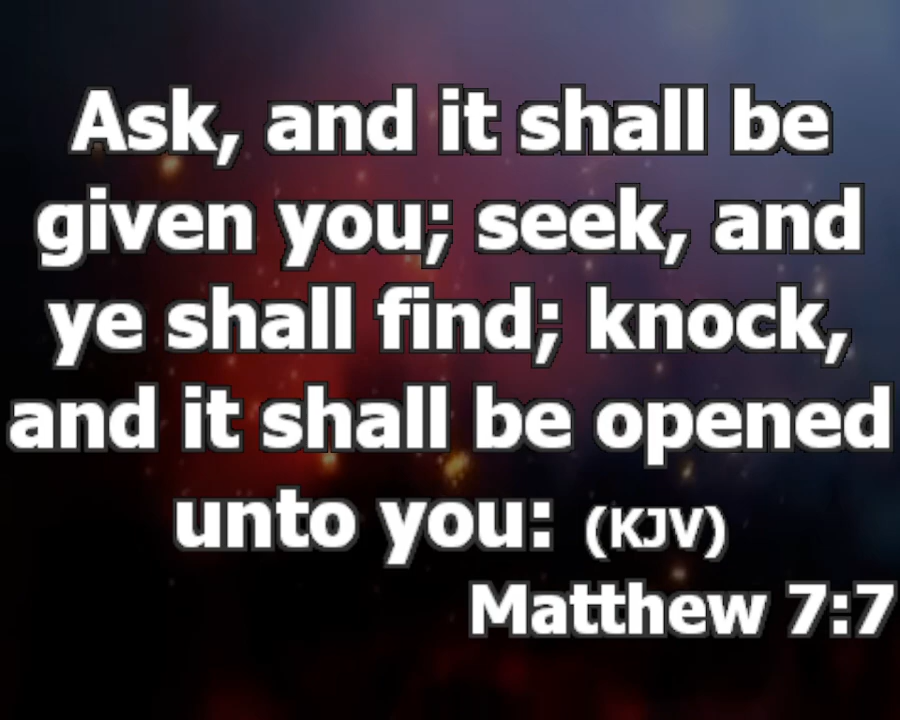 Ask, and it shall be
given you; seek, and
ye shall find; knock,
and it shall be opened
unto you: (KJV)
Matthew 7:7